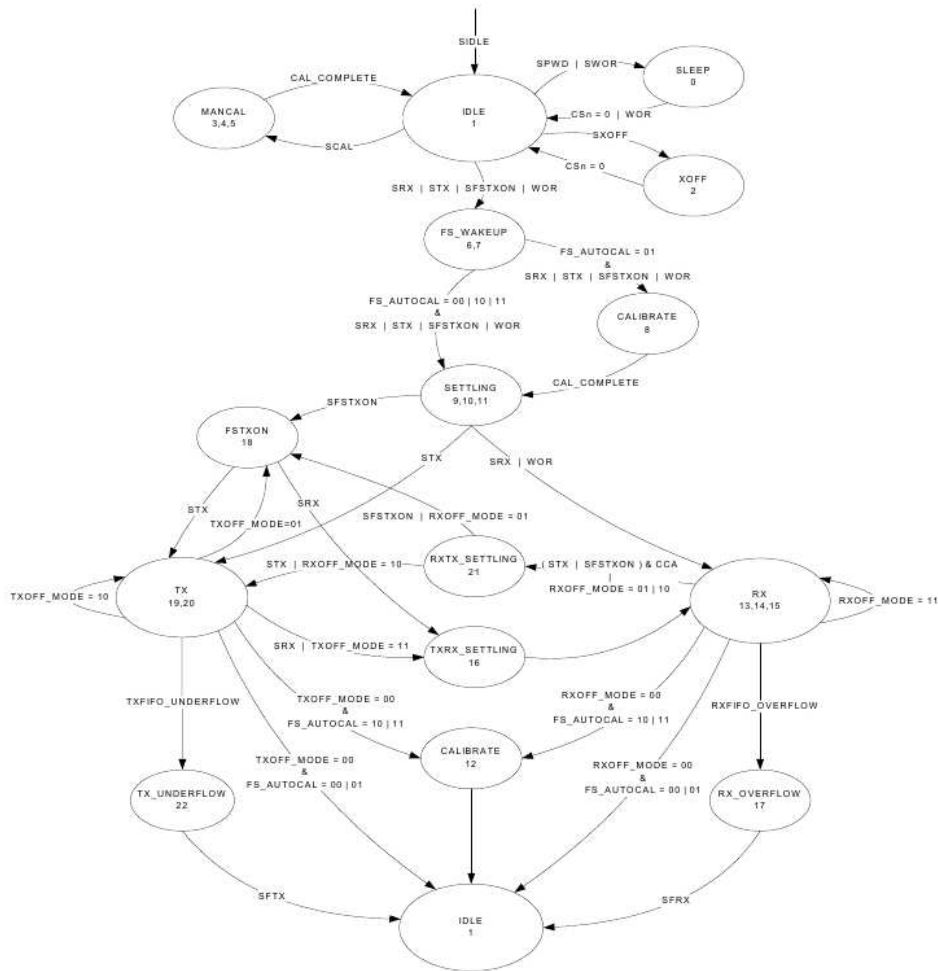 SIDLE
SPWD | SWOR
SLEEP
0
CAL_COMPLETE
MANCAL
3,4,5
IDLE
1
CSn = 0 | WOR
SXOFF
SCAL
CSn = 0
XOFF
2
SRX | STX | SFSTXON | WOR
FS_WAKEUP
6,7
FS_AUTOCAL = 01
&
SRX | STX | SFSTXON | WOR
FS_AUTOCAL = 00 | 10 | 11
&
SRX | STX | SFSTXON | WOR
CALIBRATE
8
SETTLING
9,10,11
CAL_COMPLETE
SFSTXON
FSTXON
18
STX
SRX | WOR
STX
SRX
TXOFF_MODE=01
SFSTXON | RXOFF_MODE = 01
RXTX_SETTLING
21
STX | RXOFF_MODE = 10
( STX | SFSTXON ) & CCA
|
RXOFF_MODE = 01 | 10
TXOFF_MODE = 10
TX
19,20
RX
13,14,15
RXOFF_MODE = 11
SRX | TXOFF_MODE = 11
TXRX_SETTLING
16
TXFIFO_UNDERFLOW
TXOFF_MODE = 00
&
FS_AUTOCAL = 10 | 11
RXOFF_MODE = 00
&
FS_AUTOCAL = 10 | 11
RXFIFO_OVERFLOW
CALIBRATE
12
TXOFF_MODE = 00
&
FS_AUTOCAL = 00 | 01
RXOFF_MODE = 00
&
FS_AUTOCAL = 00 | 01
TX_UNDERFLOW
22
RX_OVERFLOW
17
SFTX
SFRX
IDLE
1